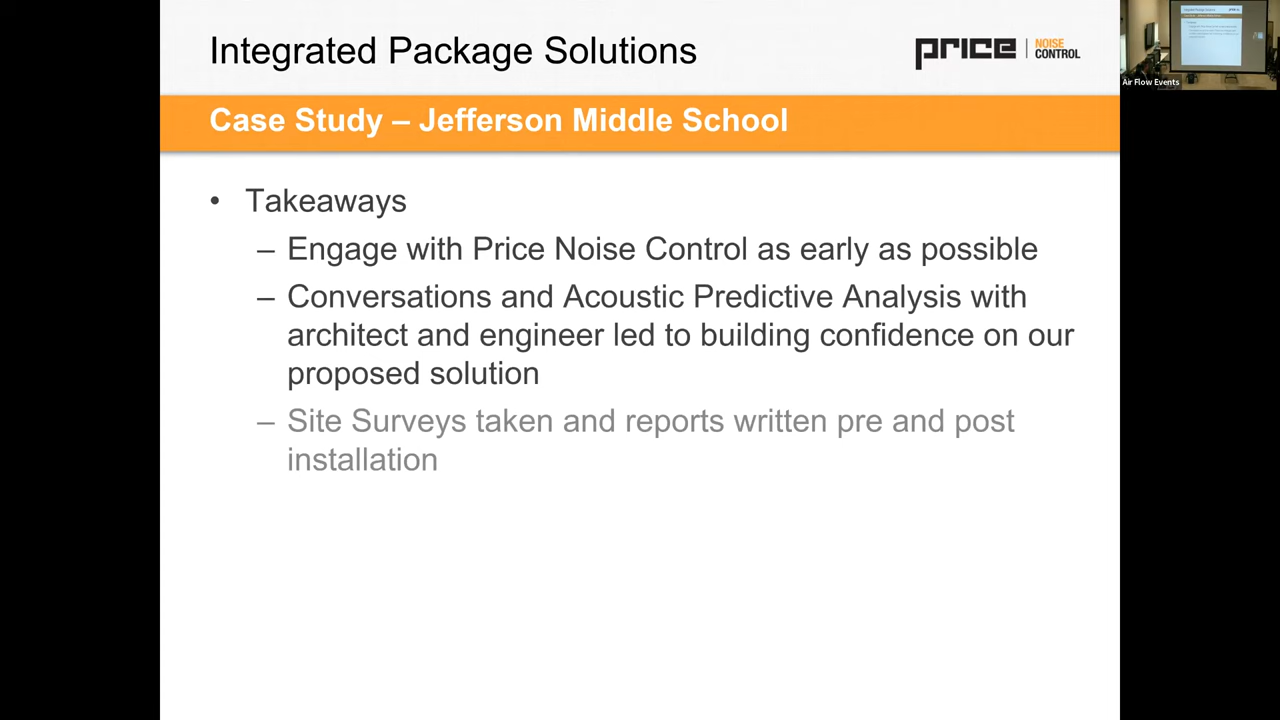 Integrated Package Solutions
price | NOISE CONTROL
Case Study – Jefferson Middle School
• Takeaways
– Engage with Price Noise Control as early as possible
– Conversations and Acoustic Predictive Analysis with
architect and engineer led to building confidence on our
proposed solution
– Site Surveys taken and reports written pre and post
installation
Air Flow Events